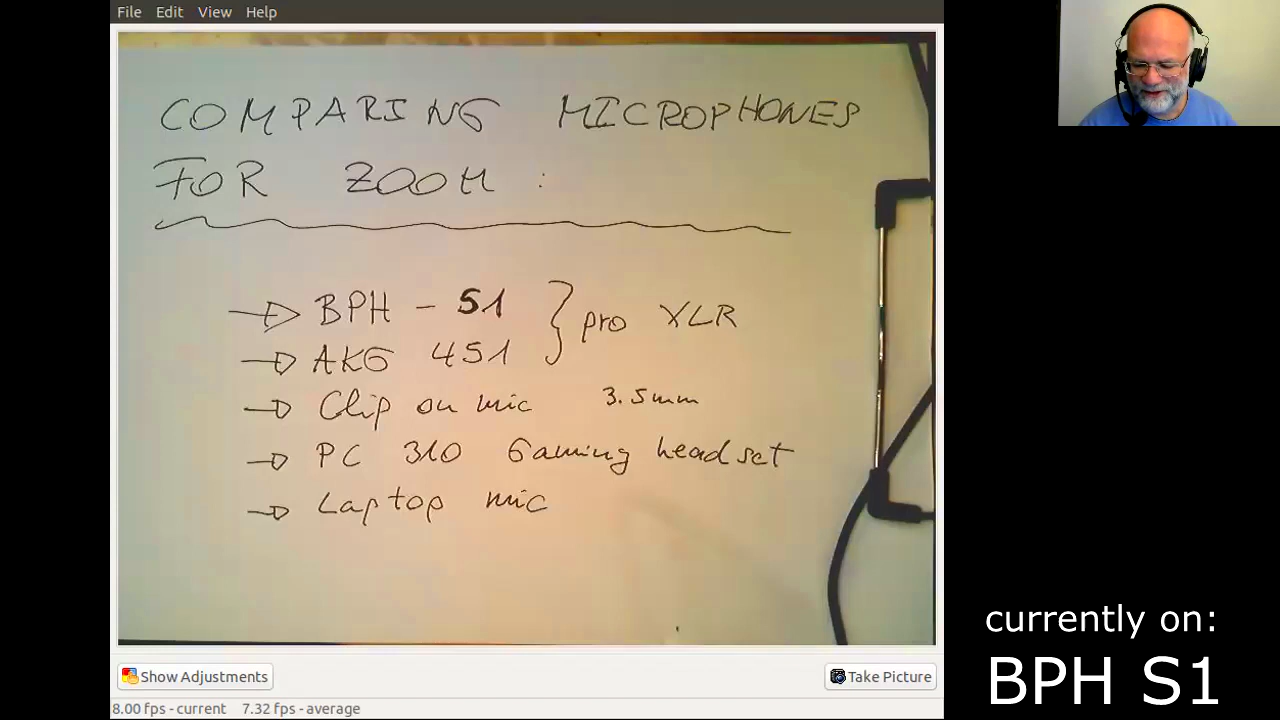 File Edit View Help
COMPARING MICROPHONES
FOR ZOOM :
BPH - S1
AKG 451
} pro XLR
Clip on mic 3.5mm
PC 310 Gaming headset
Laptop mic
Show Adjustments
Take Picture
8.00 fps - current 7.32 fps - average
currently on:
BPH S1